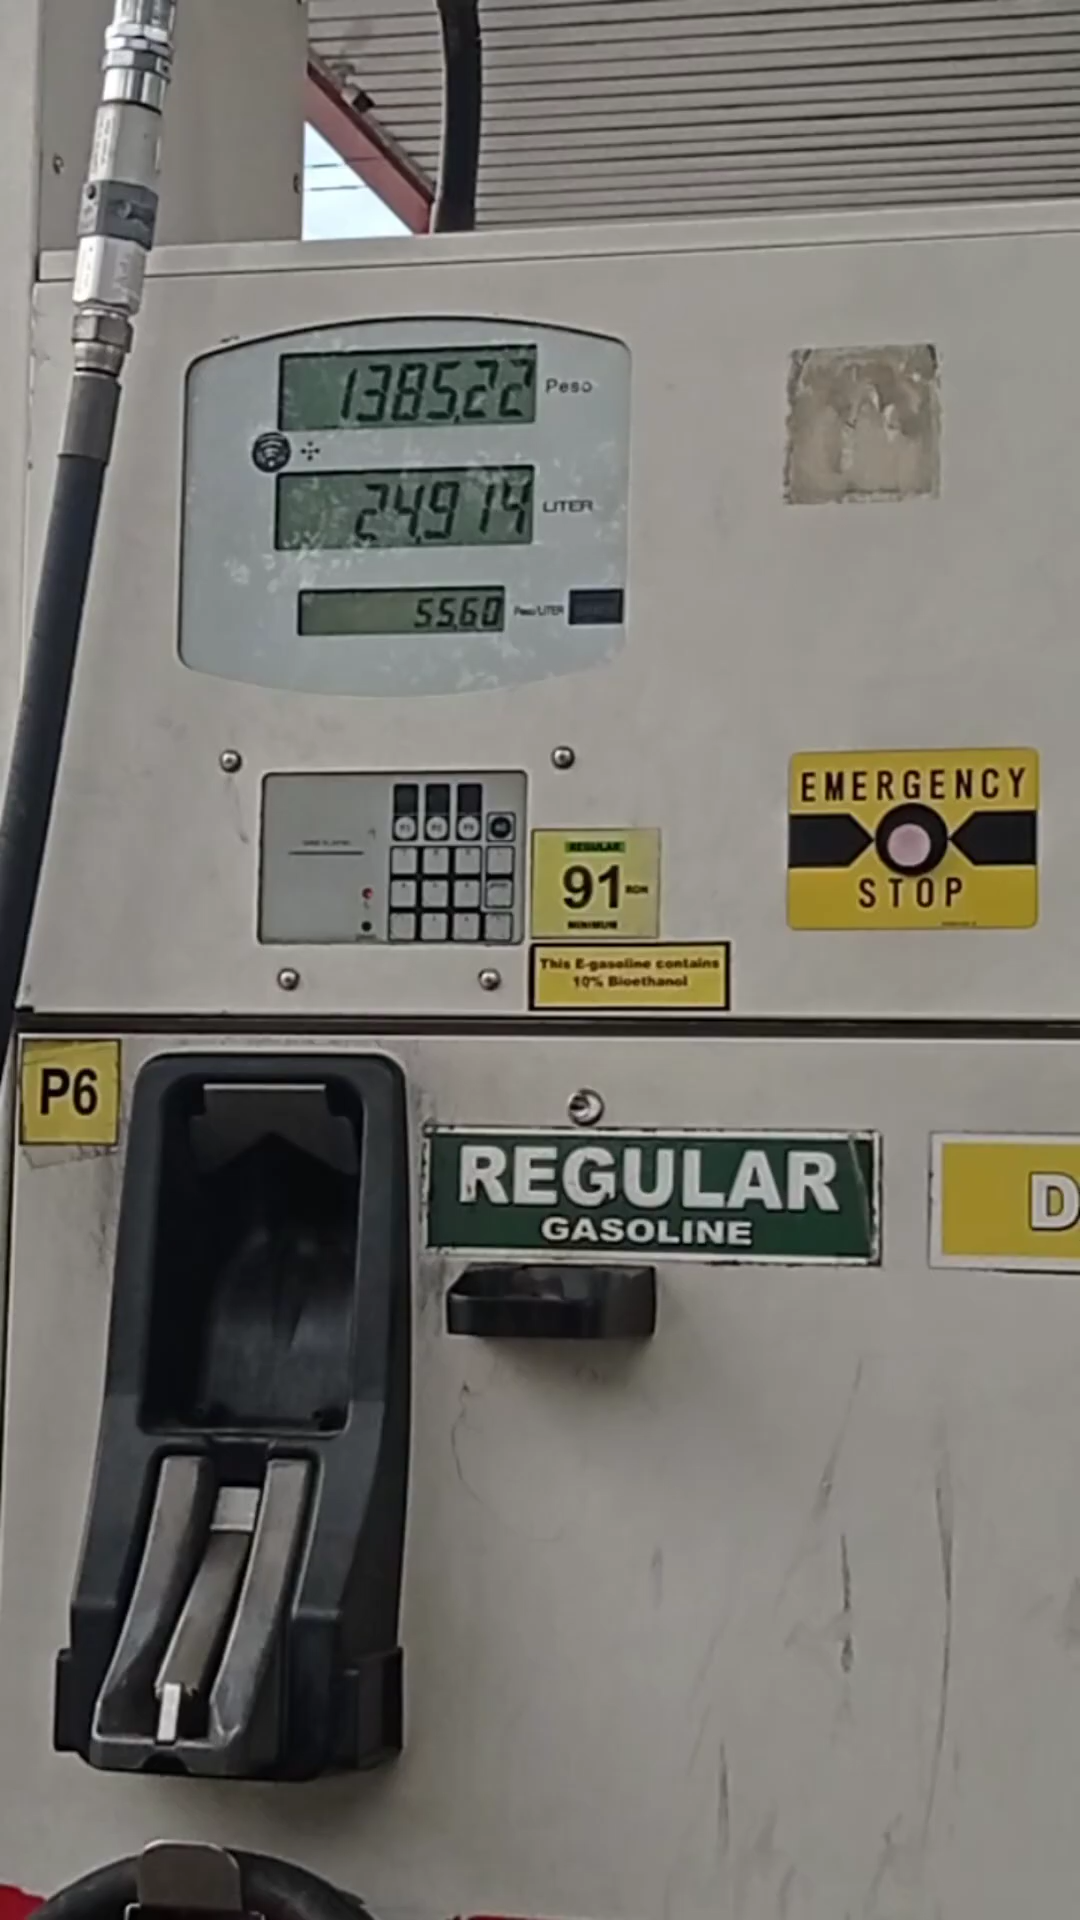 1385.22 Peso
24.914 LITER
55.60 Peso/LITER
EMERGENCY
STOP
REGULAR
91 RON
MINIMUM
This E-gasoline contains
10% Bioethanol
P6
REGULAR
GASOLINE
D